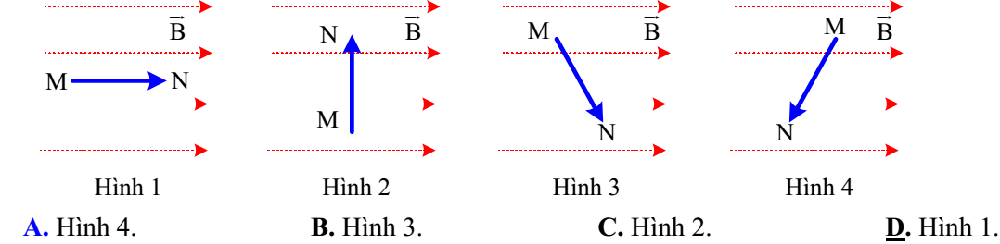 B⃗ B⃗ B⃗ M B⃗
N M
M N N
M N
Hình 1 Hình 2 Hình 3 Hình 4
A. Hình 4. B. Hình 3. C. Hình 2. D. Hình 1.